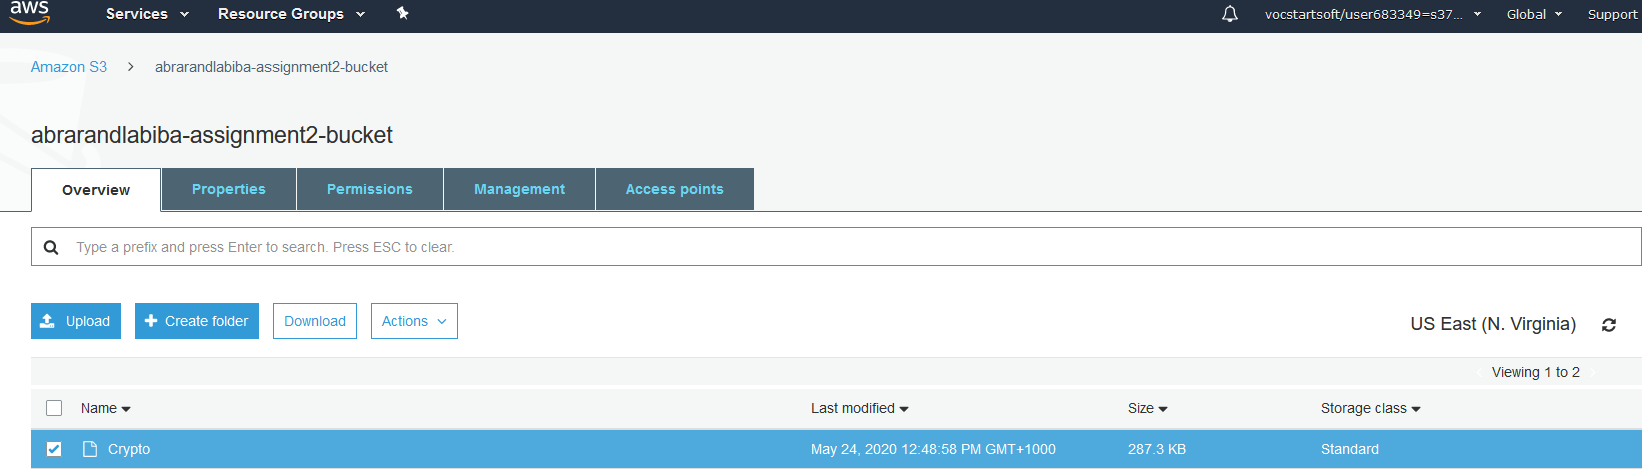 aws Services Resource Groups vocstartsoft/user683349=s37... Global Support
Amazon S3 > abrarandlabiba-assignment2-bucket
abrarandlabiba-assignment2-bucket
Overview Properties Permissions Management Access points
Type a prefix and press Enter to search. Press ESC to clear.
Upload Create folder Download Actions US East (N. Virginia)
Viewing 1 to 2
Name Last modified Size Storage class
Crypto May 24, 2020 12:48:58 PM GMT+1000 287.3 KB Standard